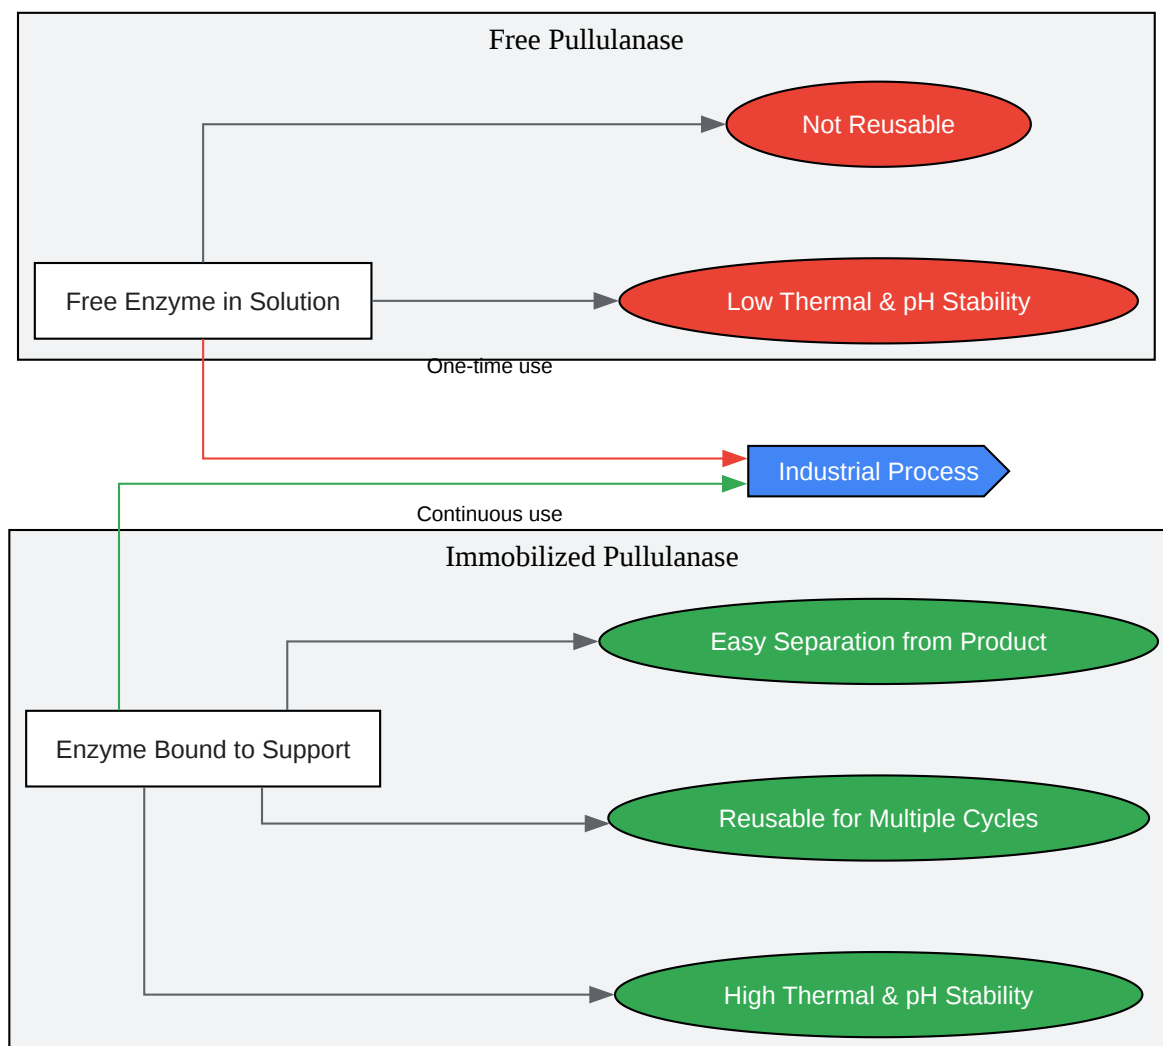 Free Pullulanase
Not Reusable
Free Enzyme in Solution
Low Thermal & pH Stability
One-time use
Industrial Process
Continuous use
Immobilized Pullulanase
Easy Separation from Product
Enzyme Bound to Support
Reusable for Multiple Cycles
High Thermal & pH Stability